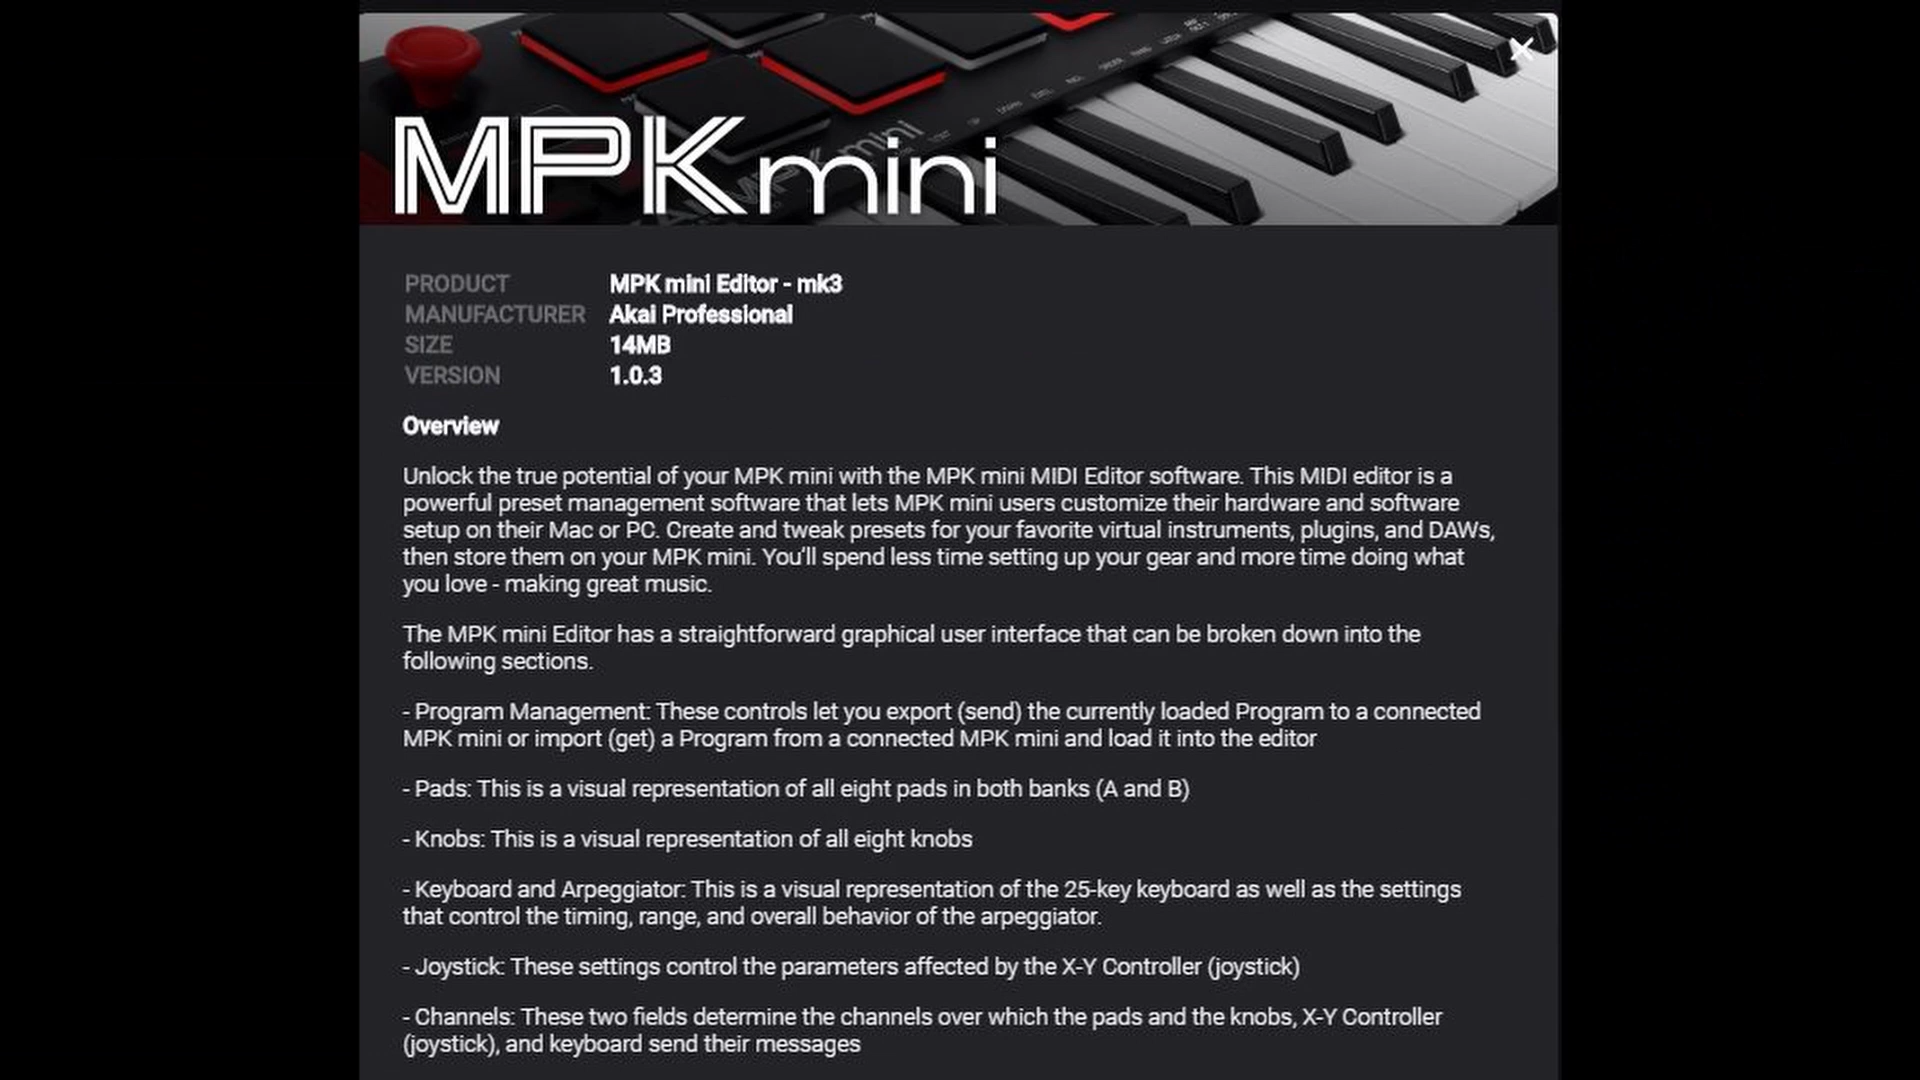 MPK mini
PRODUCT MPK mini Editor - mk3
MANUFACTURER Akai Professional
SIZE 14MB
VERSION 1.0.3
Overview
Unlock the true potential of your MPK mini with the MPK mini MIDI Editor software. This MIDI editor is a
powerful preset management software that lets MPK mini users customize their hardware and software
setup on their Mac or PC. Create and tweak presets for your favorite virtual instruments, plugins, and DAWs,
then store them on your MPK mini. You'll spend less time setting up your gear and more time doing what
you love - making great music.
The MPK mini Editor has a straightforward graphical user interface that can be broken down into the
following sections.
- Program Management: These controls let you export (send) the currently loaded Program to a connected
MPK mini or import (get) a Program from a connected MPK mini and load it into the editor
- Pads: This is a visual representation of all eight pads in both banks (A and B)
- Knobs: This is a visual representation of all eight knobs
- Keyboard and Arpeggiator: This is a visual representation of the 25-key keyboard as well as the settings
that control the timing, range, and overall behavior of the arpeggiator.
- Joystick: These settings control the parameters affected by the X-Y Controller (joystick)
- Channels: These two fields determine the channels over which the pads and the knobs, X-Y Controller
(joystick), and keyboard send their messages